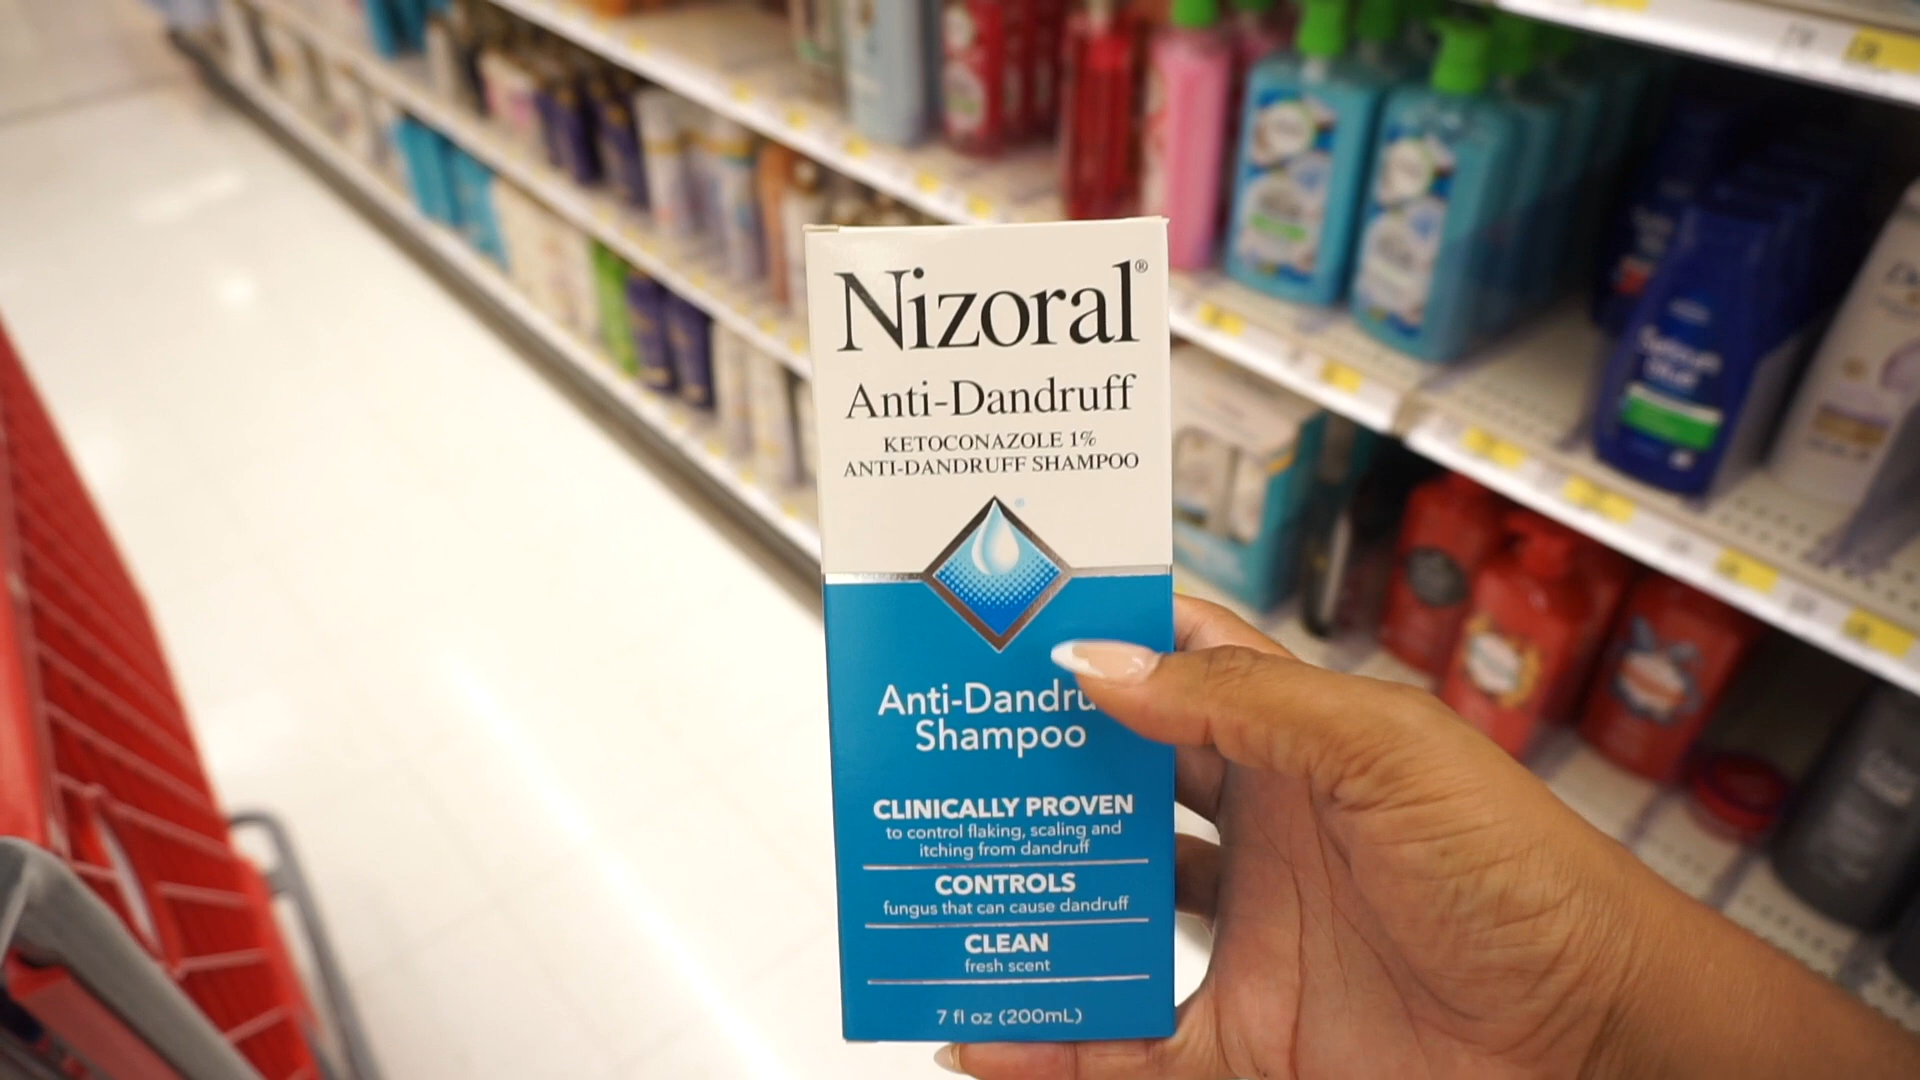 Nizoral®
Anti-Dandruff
KETOCONAZOLE 1%
ANTI-DANDRUFF SHAMPOO
Anti-Dandru
Shampoo
CLINICALLY PROVEN
to control flaking, scaling and
itching from dandruff
CONTROLS
fungus that can cause dandruff
CLEAN
fresh scent
7 fl oz (200mL)